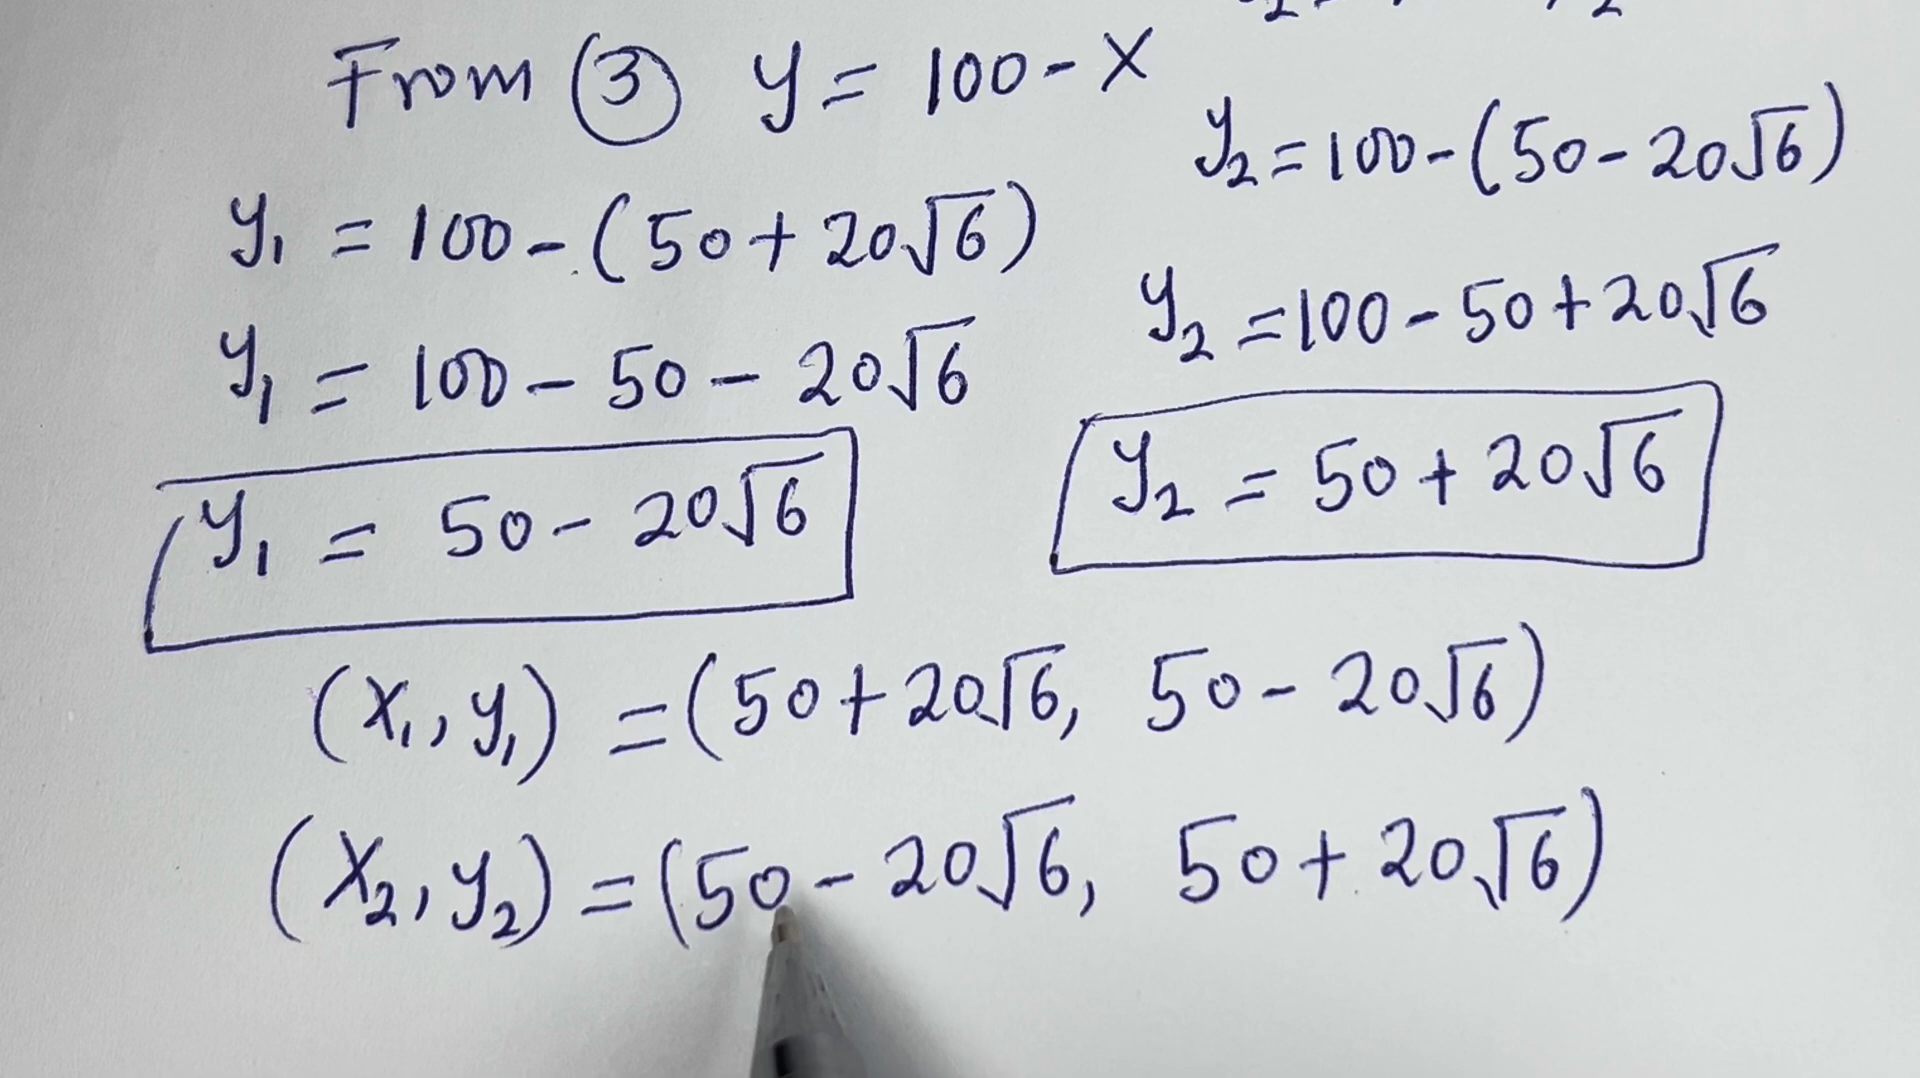 From ③ y = 100 - x
y₁ = 100 - (50 + 20√6)
y₁ = 100 - 50 - 20√6
y₁ = 50 - 20√6
y₂ = 100 - (50 - 20√6)
y₂ = 100 - 50 + 20√6
y₂ = 50 + 20√6
(x₁, y₁) = (50 + 20√6, 50 - 20√6)
(x₂, y₂) = (50 - 20√6, 50 + 20√6)